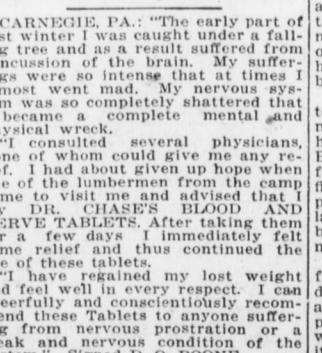 CARNEGIE, PA.: "The early part of
st winter I was caught under a fall-
g tree and as a result suffered from
ncussion of the brain. My suffer-
gs were so intense that at times I
most went mad. My nervous sys-
m was so completely shattered that
became a complete mental and
ysical wreck.
"I consulted several physicians,
ne of whom could give me any re-
ef. I had about given up hope when
e of the lumbermen from the camp
me to visit me and advised that I
y DR. CHASE'S BLOOD AND
ERVE TABLETS. After taking them
r a few days I immediately felt
me relief and thus continued the
e of these tablets.
"I have regained my lost weight
d feel well in every respect. I can
eerfully and conscientiously recom-
end these Tablets to anyone suffer-
g from nervous prostration or a
eak and nervous condition of the